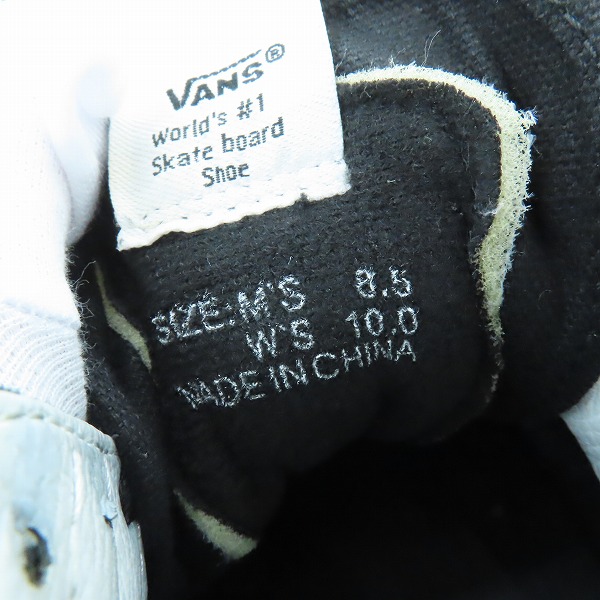 VANS®
World's #1
Skate board
Shoe
SIZE:M'S 8.5
W'S 10.0
MADE IN CHINA